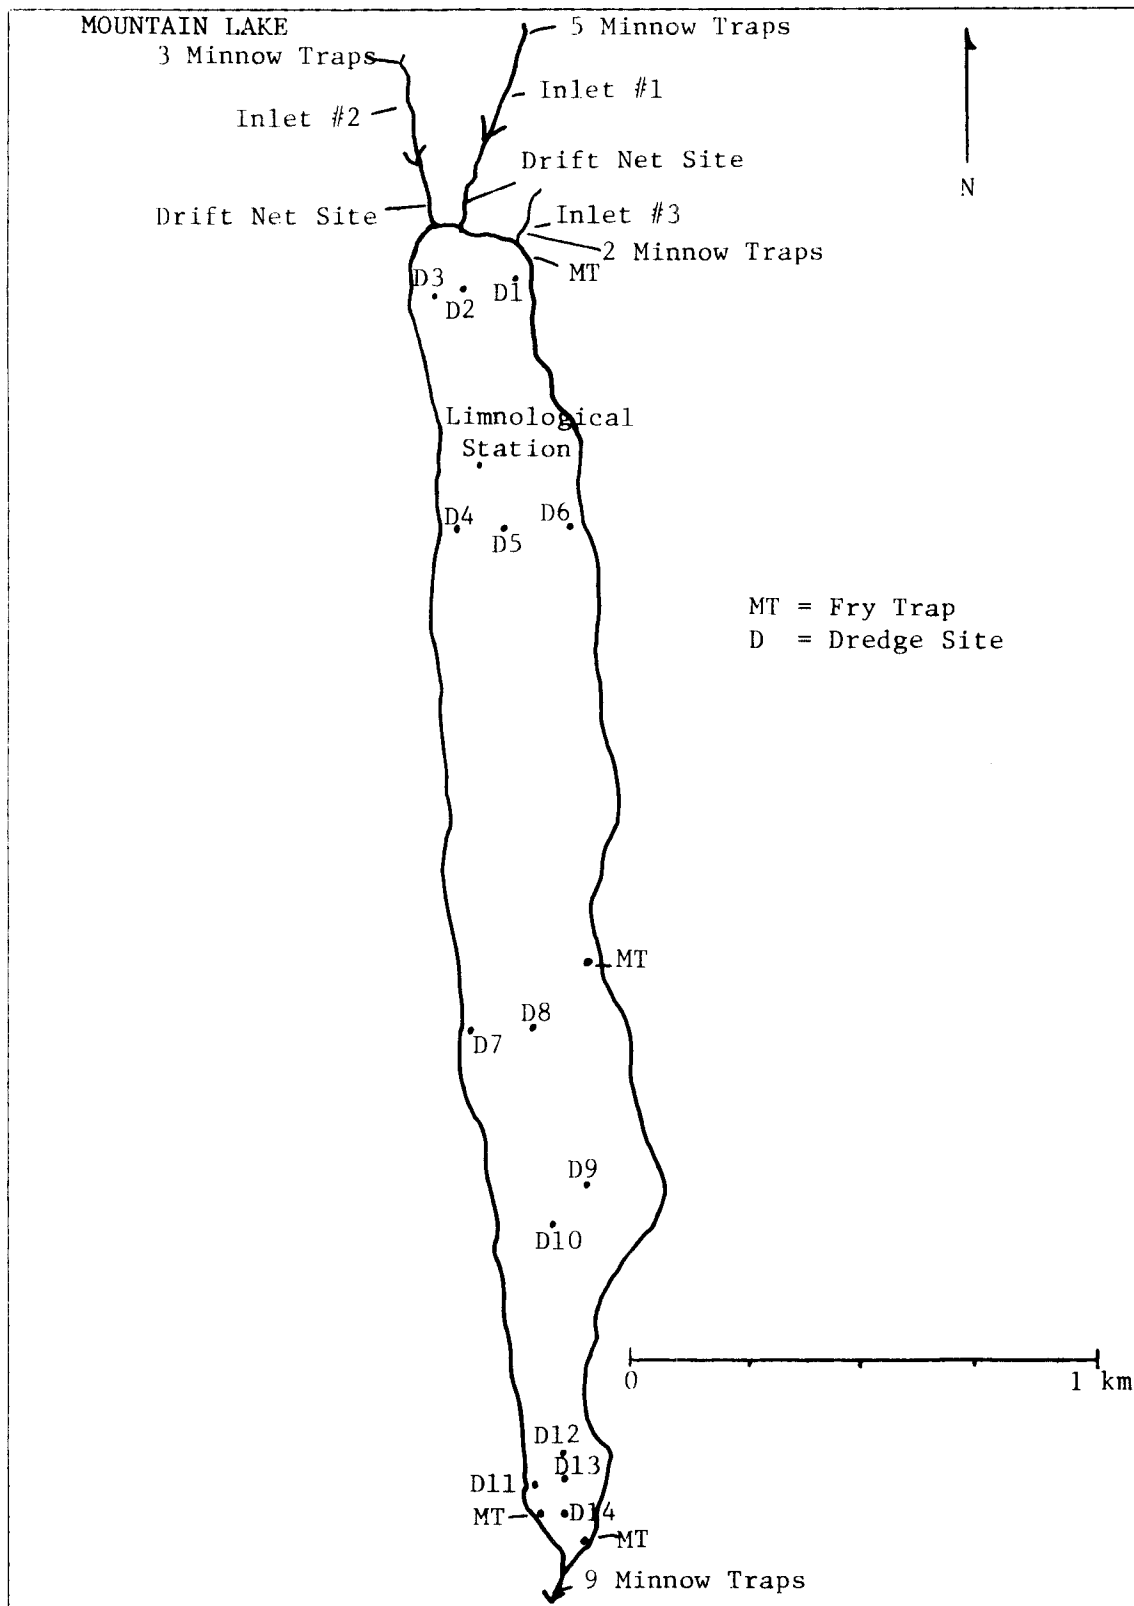 MOUNTAIN LAKE
5 Minnow Traps
3 Minnow Traps
Inlet #1
Inlet #2
Drift Net Site
N
Drift Net Site
Inlet #3
2 Minnow Traps
MT
D3
D2
D1
Limnological
Station
D4
D5
D6
MT = Fry Trap
D = Dredge Site
MT
D8
D7
D9
D10
0
1 km
D12
D13
D11
MT
D14
MT
9 Minnow Traps